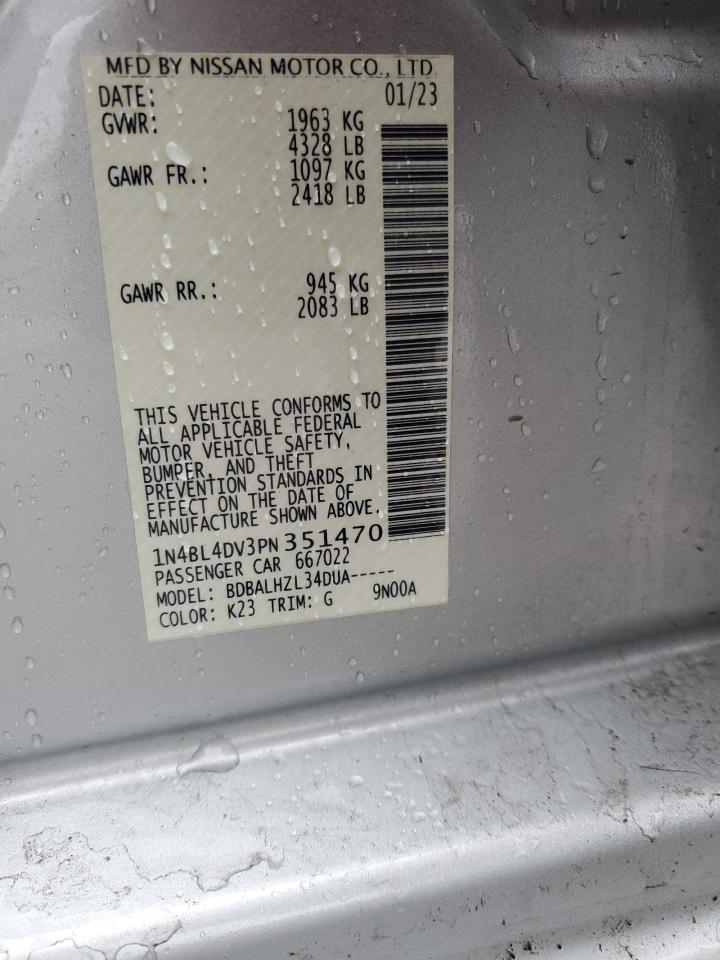 MFD BY NISSAN MOTOR CO., LTD.
DATE: 01/23
GVWR: 1963 KG
4328 LB
GAWR FR.: 1097 KG
2418 LB
GAWR RR.: 945 KG
2083 LB
THIS VEHICLE CONFORMS TO
ALL APPLICABLE FEDERAL
MOTOR VEHICLE SAFETY,
BUMPER, AND THEFT
PREVENTION STANDARDS IN
EFFECT ON THE DATE OF
MANUFACTURE SHOWN ABOVE.
1N4BL4DV3PN351470
PASSENGER CAR 667022
MODEL: BDBALHZL34DUA-----
COLOR: K23 TRIM: G 9N00A